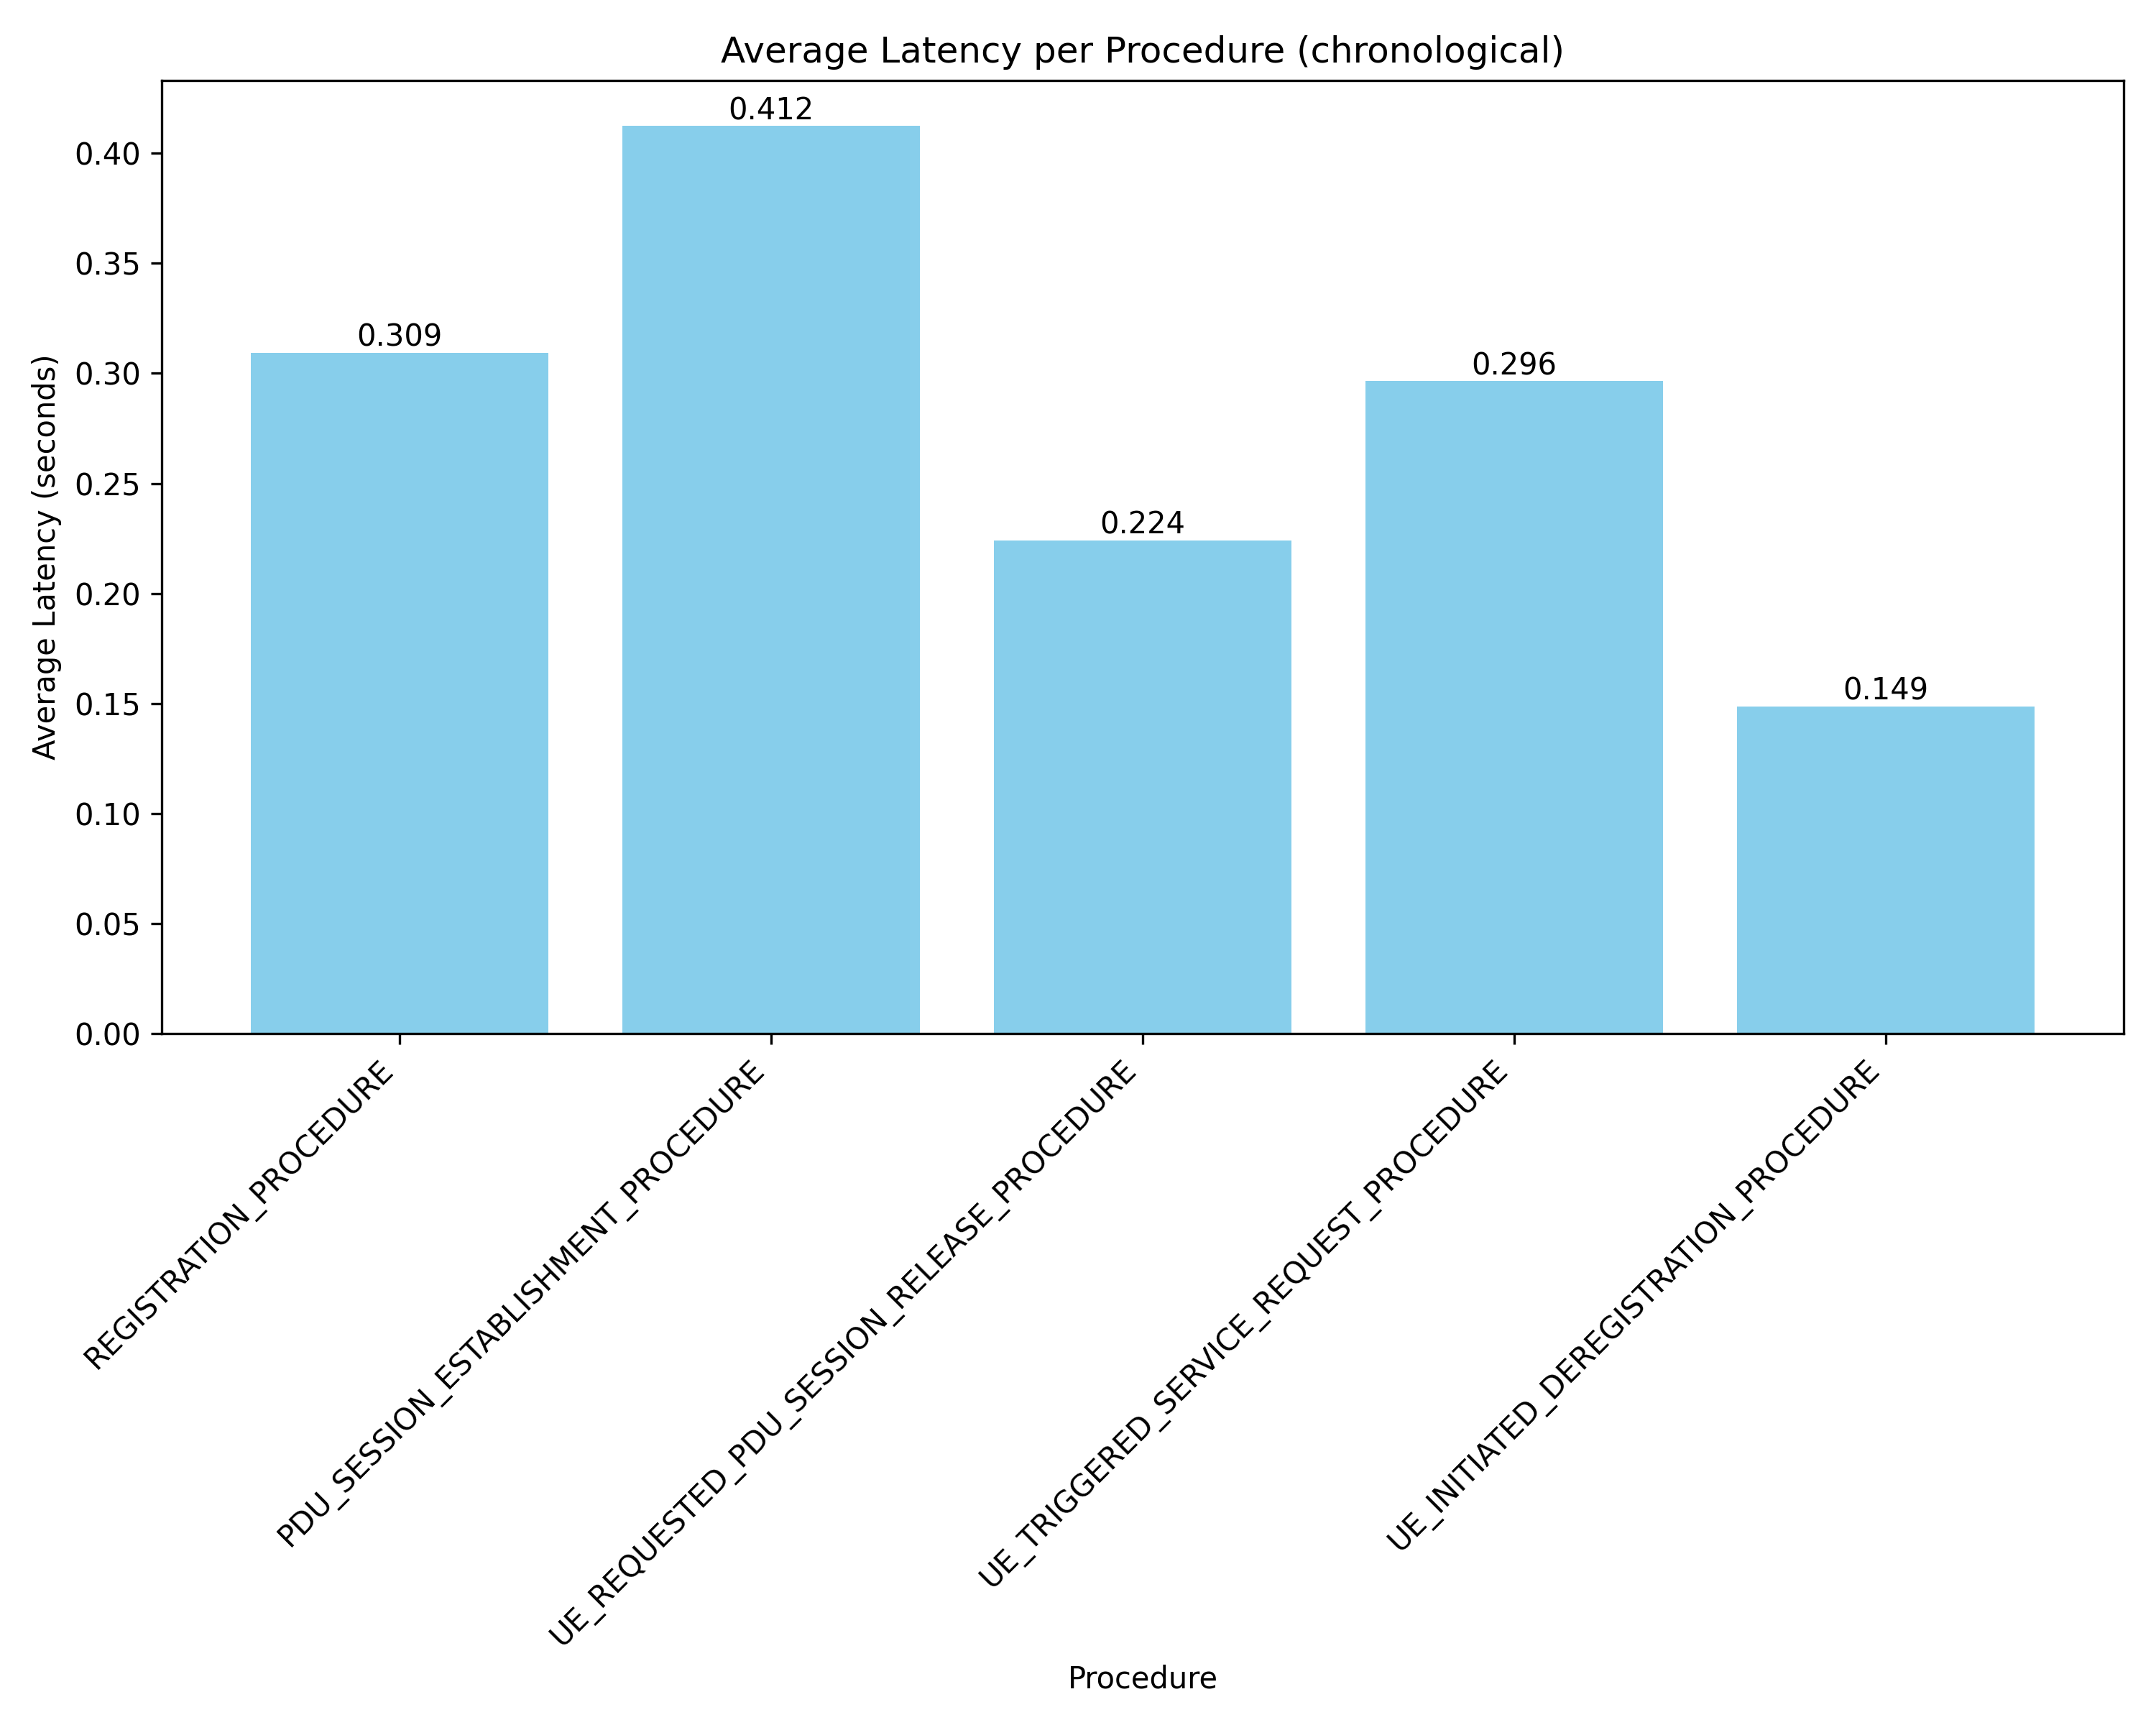 Average Latency per Procedure (chronological)
Average Latency (seconds)
0.40
0.35
0.30
0.25
0.20
0.15
0.10
0.05
0.00
0.309
0.412
0.224
0.296
0.149
REGISTRATION_PROCEDURE
PDU_SESSION_ESTABLISHMENT_PROCEDURE
UE_REQUESTED_PDU_SESSION_RELEASE_PROCEDURE
UE_TRIGGERED_SERVICE_REQUEST_PROCEDURE
UE_INITIATED_DEREGISTRATION_PROCEDURE
Procedure